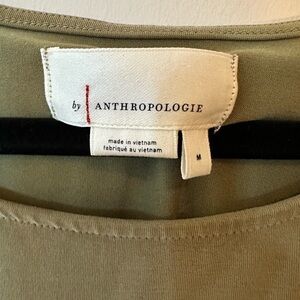 by ANTHROPOLOGIE
made in vietnam
fabriqué au vietnam
M